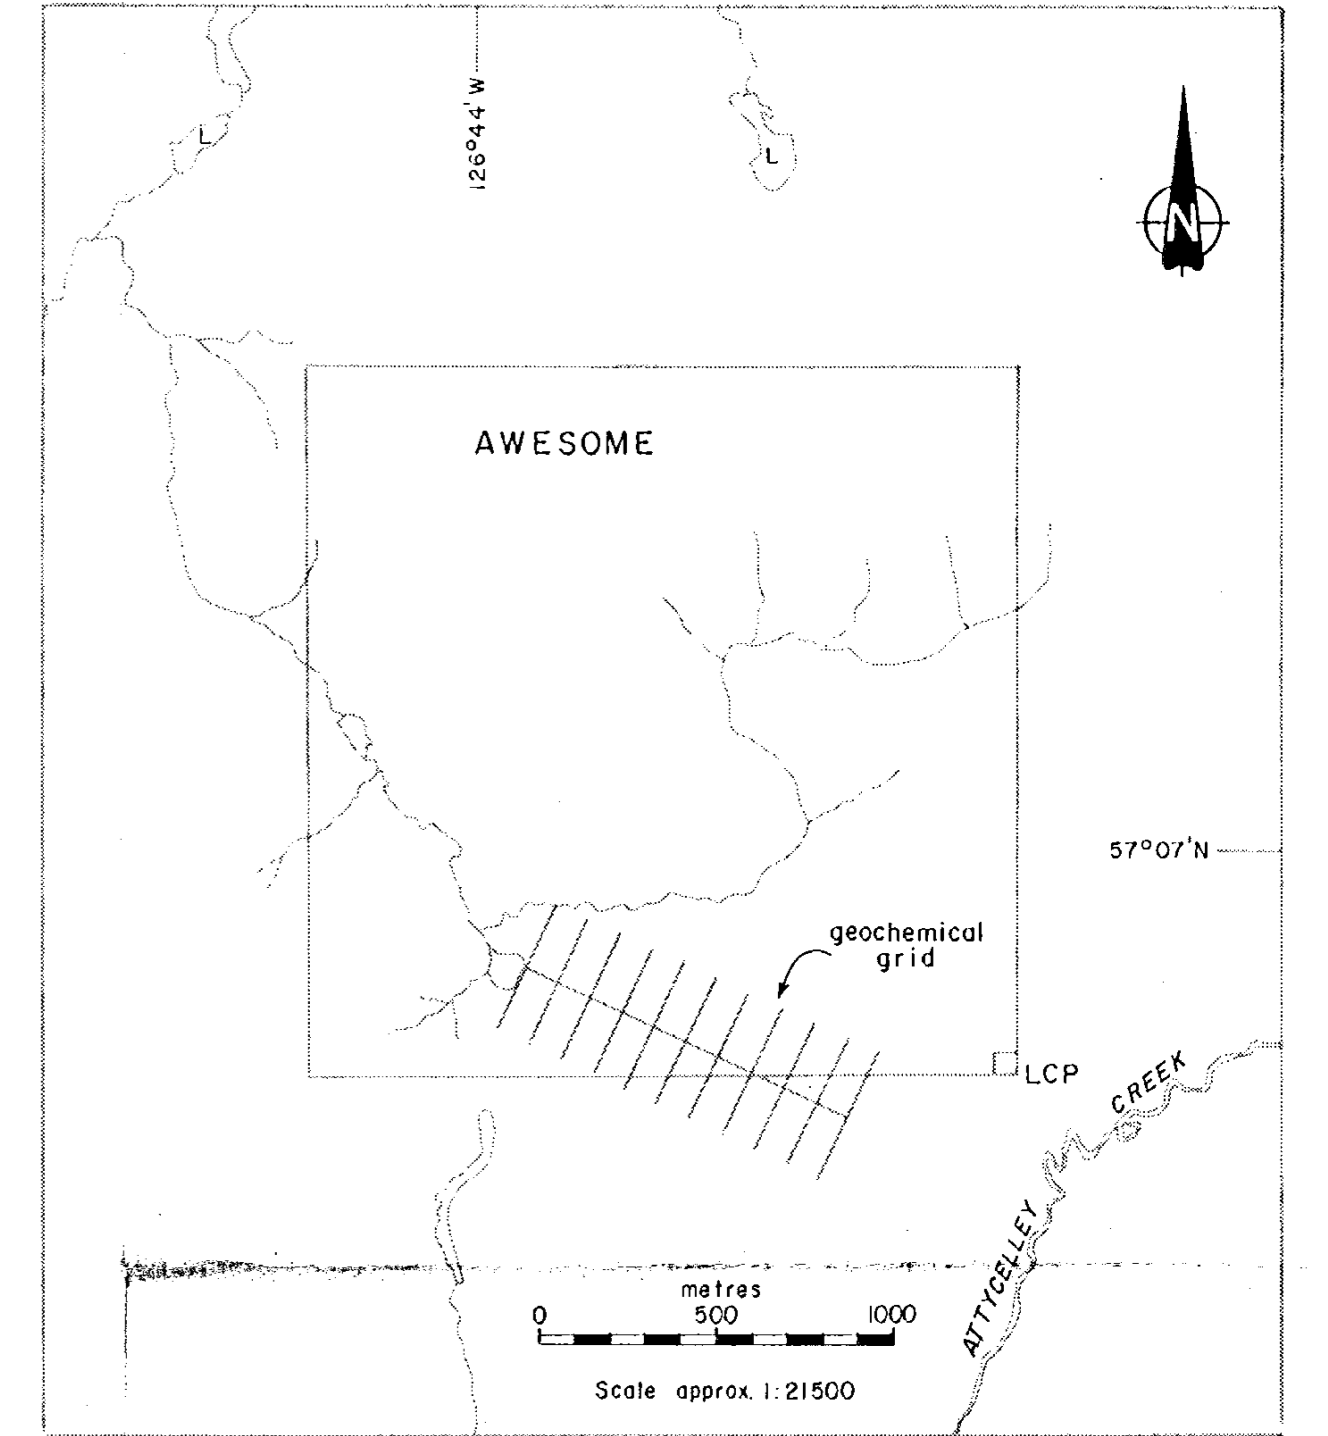 L
126°44'W
L
N
AWESOME
57°07'N
geochemical
grid
LCP
ATTYCELLEY CREEK
metres
0 500 1000
Scale approx. 1:21500